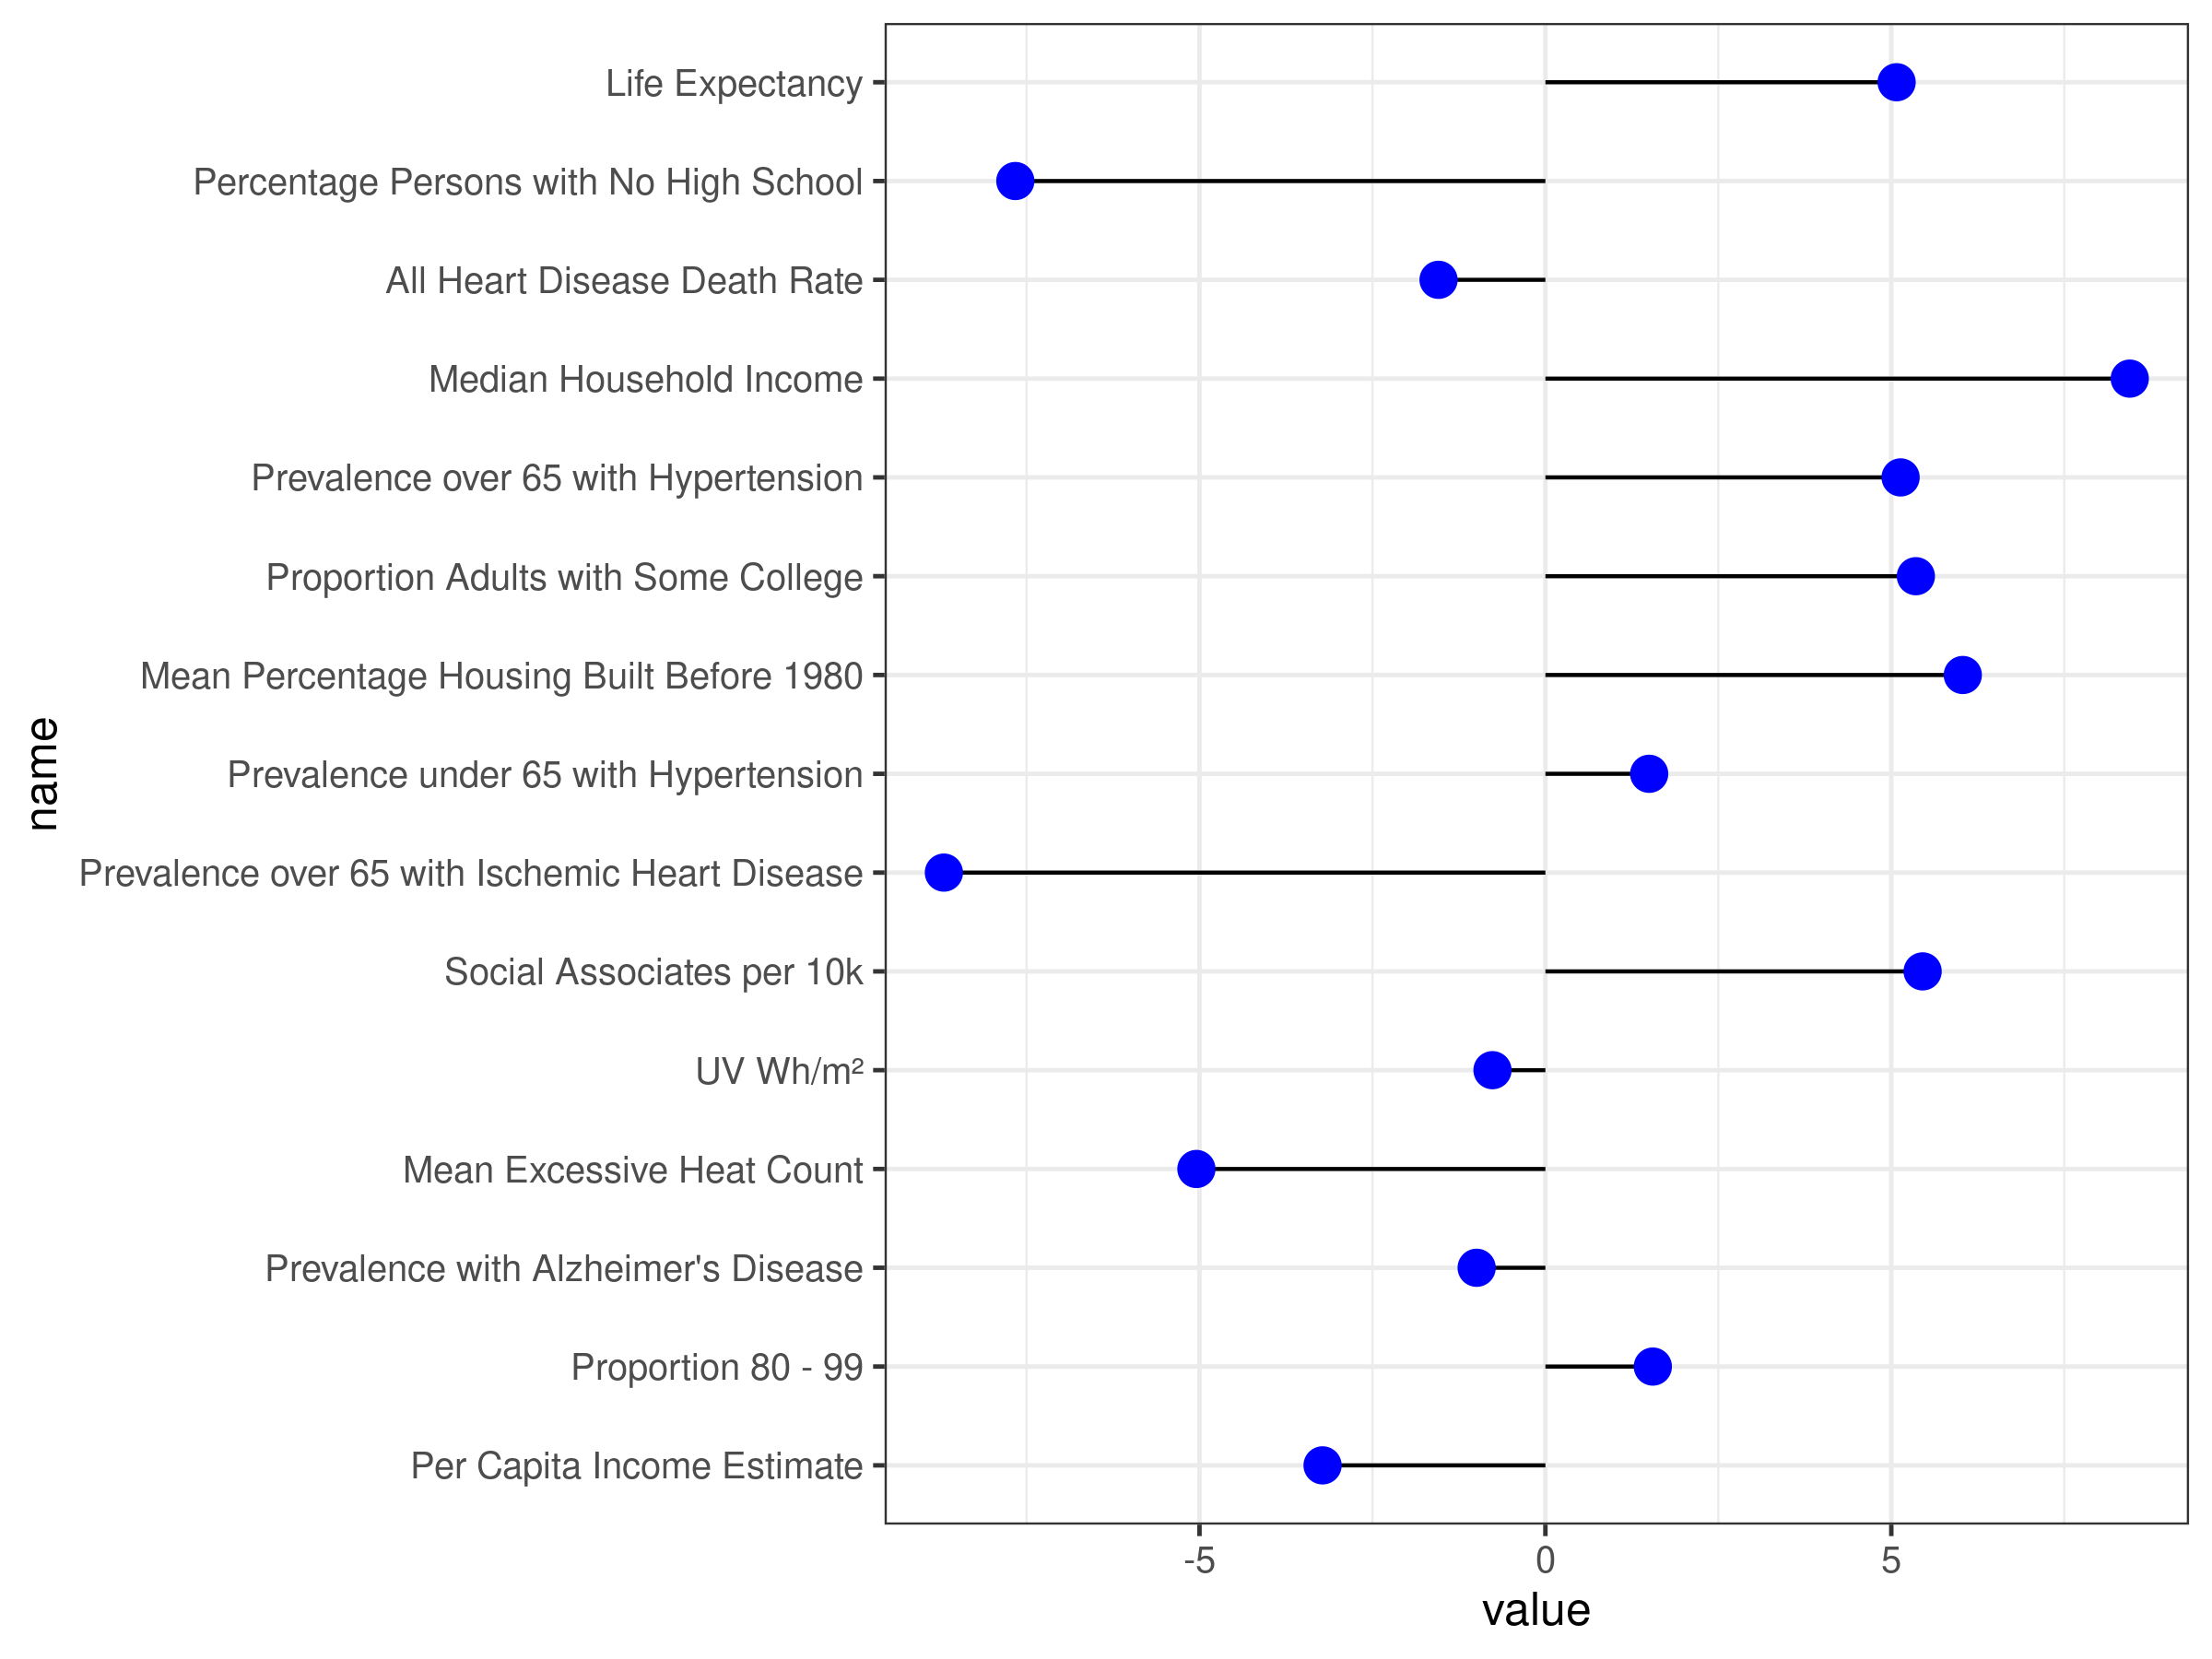 Life Expectancy
Percentage Persons with No High School
All Heart Disease Death Rate
Median Household Income
Prevalence over 65 with Hypertension
Proportion Adults with Some College
Mean Percentage Housing Built Before 1980
Prevalence under 65 with Hypertension
Prevalence over 65 with Ischemic Heart Disease
Social Associates per 10k
UV Wh/m²
Mean Excessive Heat Count
Prevalence with Alzheimer's Disease
Proportion 80 - 99
Per Capita Income Estimate
name
-5 0 5
value